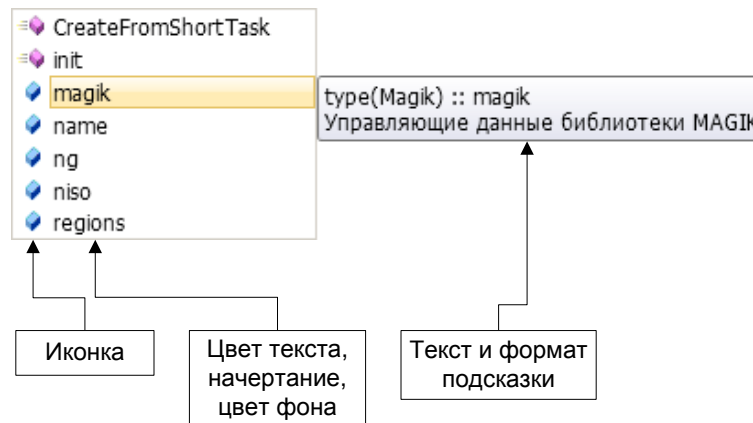 CreateFromShortTask
init
magik
name
ng
niso
regions
type(Magik) :: magik
Управляющие данные библиотеки MAGIK
Иконка
Цвет текста,
начертание,
цвет фона
Текст и формат
подсказки